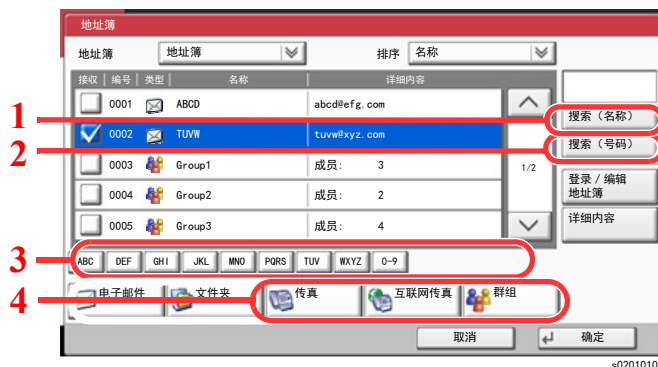 地址簿
地址簿 地址簿 排序 名称
接收 编号 类型 名称 详细内容
0001 ABCD abcd@efg.com
1 搜索（名称）
0002 TUVW tuvw@xyz.com
2 搜索（号码）
0003 Group1 成员： 3 1/2
登录 / 编辑
地址簿
0004 Group2 成员： 2
0005 Group3 成员： 4 详细内容
3 ABC DEF GHI JKL MNO PQRS TUV WXYZ 0-9
4 电子邮件 文件夹 传真 互联网传真 群组
取消 确定
s0201010